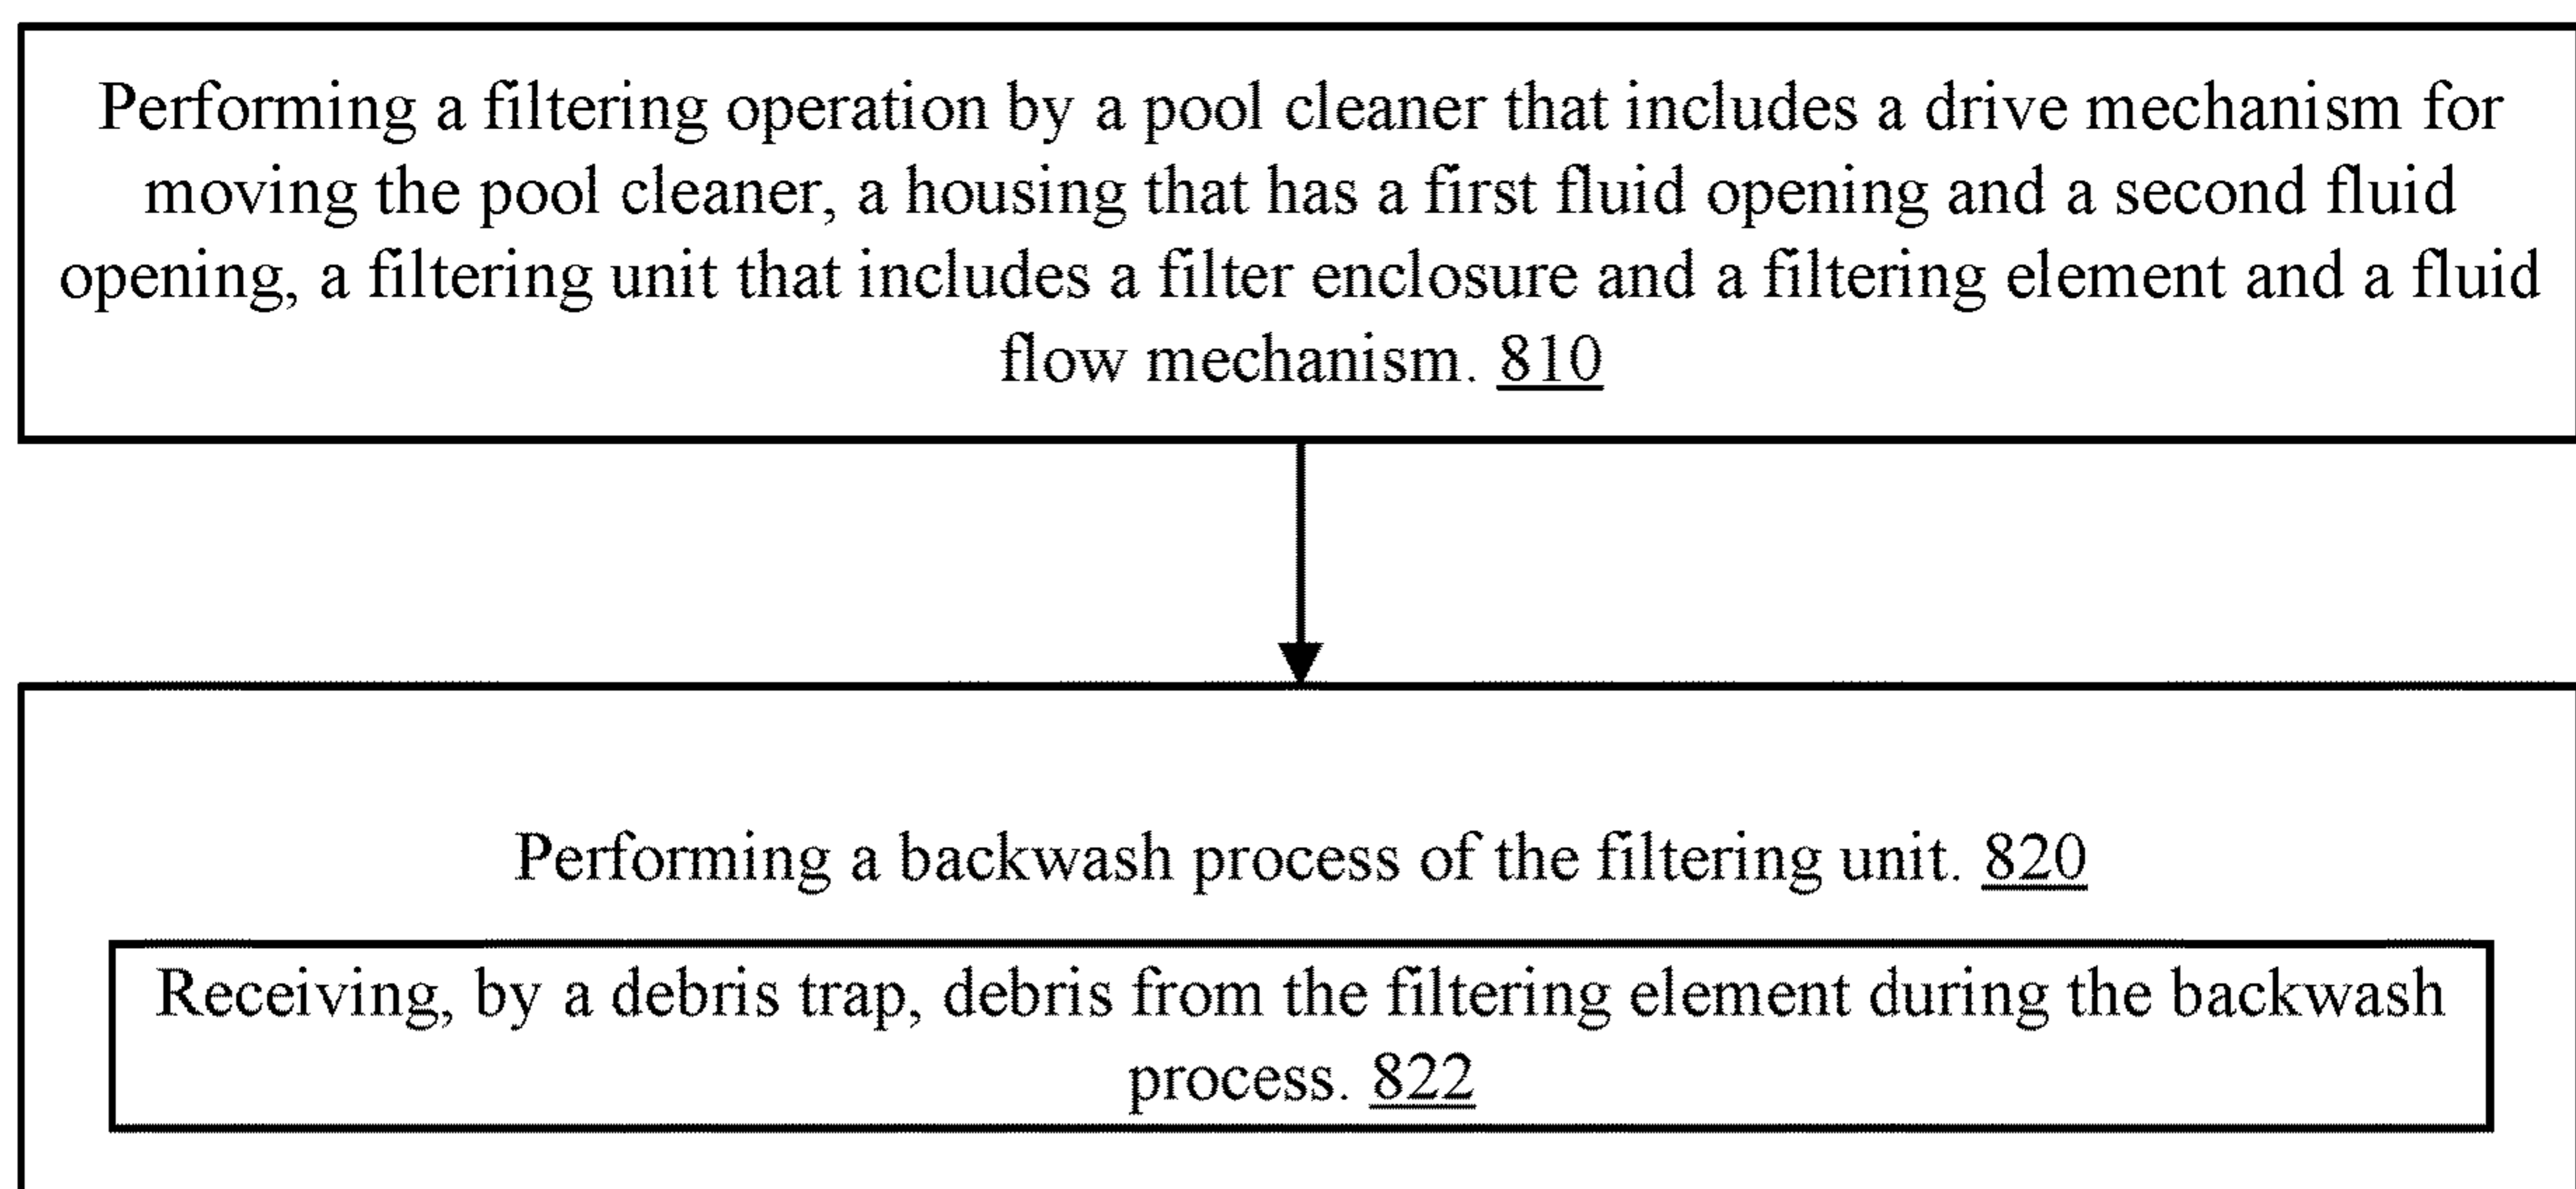 Performing a filtering operation by a pool cleaner that includes a drive mechanism for
moving the pool cleaner, a housing that has a first fluid opening and a second fluid
opening, a filtering unit that includes a filter enclosure and a filtering element and a fluid
flow mechanism. 810
Performing a backwash process of the filtering unit. 820
Receiving, by a debris trap, debris from the filtering element during the backwash
process. 822